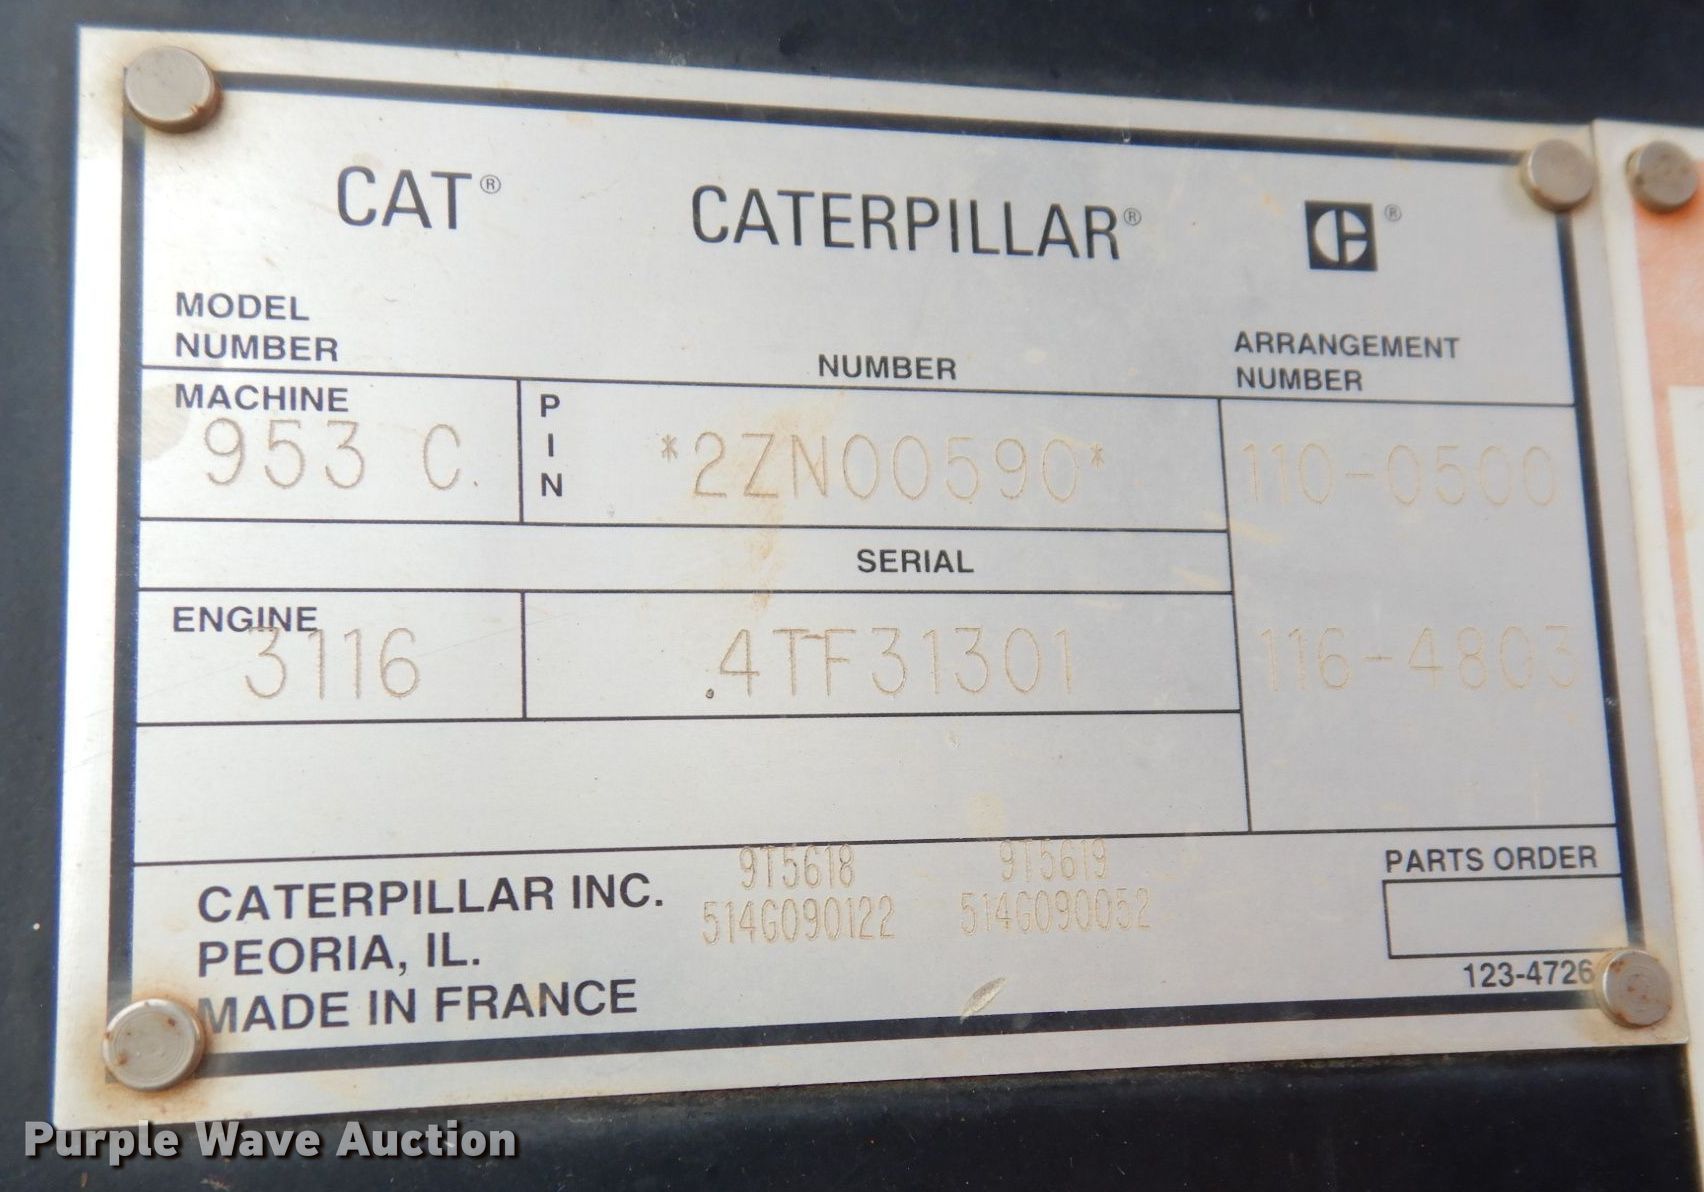 CAT® CATERPILLAR® ®
MODEL
NUMBER
NUMBER
ARRANGEMENT
NUMBER
MACHINE
953 C.
PIN
*2ZN00590*
110-0500
SERIAL
ENGINE
3116
.4TF31301
116-4803
CATERPILLAR INC.
PEORIA, IL.
MADE IN FRANCE
9T5618
514G090122
9T5619
514G090052
PARTS ORDER
123-4726
Purple Wave Auction